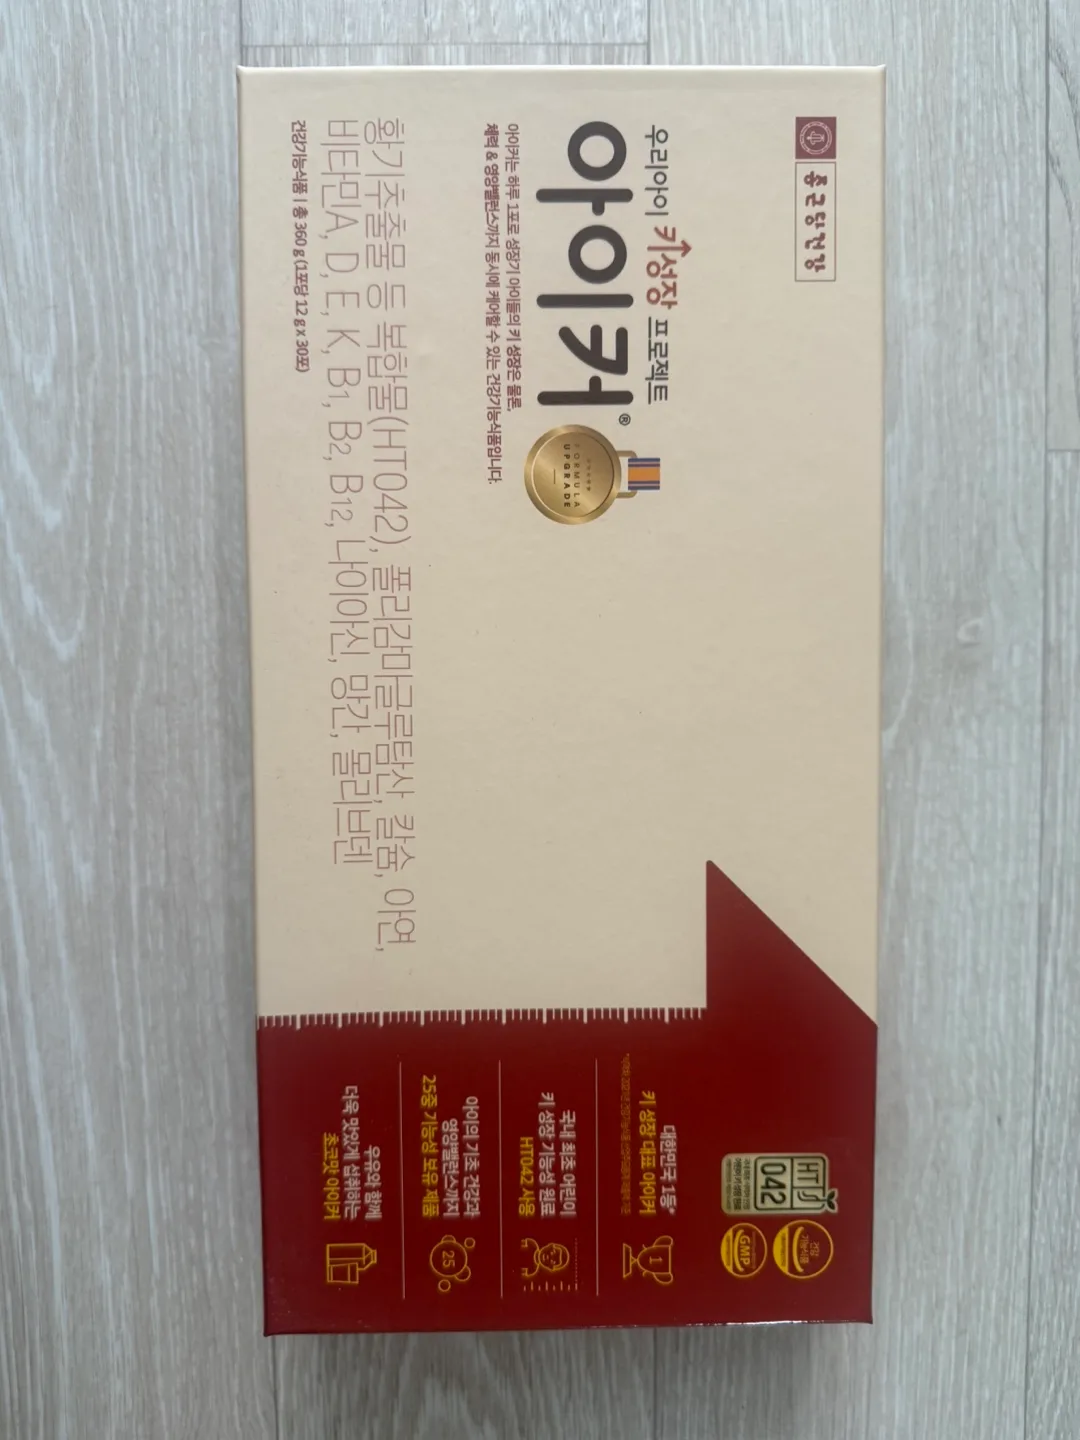 종근당건강
우리아이 키성장 프로젝트
아이커®
FORMULA
UPGRADE
아이커는 하루 1포로 성장기 아이들의 키 성장은 물론,
체력 & 영양밸런스까지 동시에 케어할 수 있는 건강기능식품입니다.
황기추출물 등 복합물(HT042), 폴리감마글루탐산, 칼슘, 아연,
비타민A, D, E, K, B1, B2, B12, 나이아신, 망간, 몰리브덴
건강기능식품 | 총 360 g (1포당 12 g x 30포)
HT
042
건강
기능식품
GMP
대한민국 1등*
키 성장 대표 아이커
1
국내 최초 어린이
키 성장 기능성 원료
HT042 사용
아이의 기초 건강과
영양밸런스까지
25중 기능성 보유 제품
25
우유와 함께
더욱 맛있게 섭취하는
초코맛 아이커